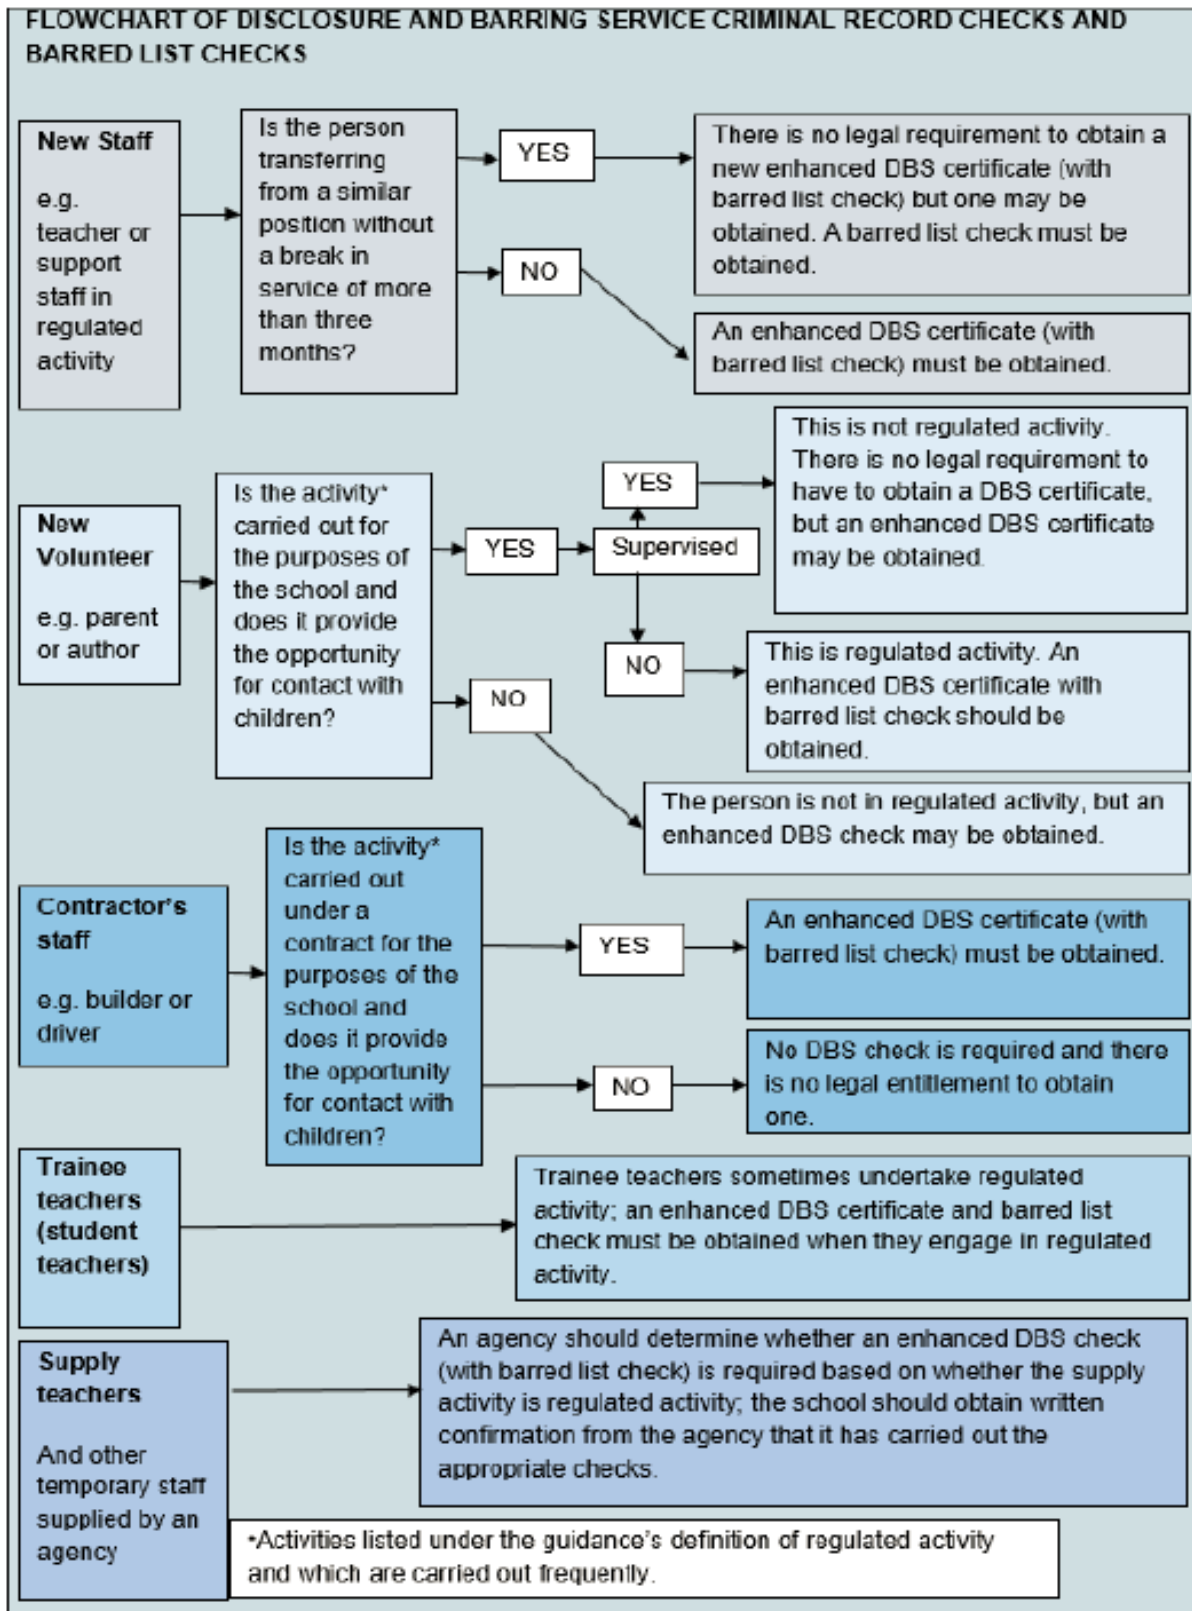 FLOWCHART OF DISCLOSURE AND BARRING SERVICE CRIMINAL RECORD CHECKS AND
BARRED LIST CHECKS
New Staff
e.g.
teacher or
support
staff in
regulated
activity
Is the person
transferring
from a similar
position without
a break in
service of more
than three
months?
YES
There is no legal requirement to obtain a
new enhanced DBS certificate (with
barred list check) but one may be
obtained. A barred list check must be
obtained.
NO
An enhanced DBS certificate (with
barred list check) must be obtained.
New
Volunteer
e.g. parent
or author
Is the activity*
carried out for
the purposes of
the school and
does it provide
the opportunity
for contact with
children?
YES
Supervised
YES
This is not regulated activity.
There is no legal requirement to
have to obtain a DBS certificate,
but an enhanced DBS certificate
may be obtained.
NO
This is regulated activity. An
enhanced DBS certificate with
barred list check should be
obtained.
NO
The person is not in regulated activity, but an
enhanced DBS check may be obtained.
Contractor's
staff
e.g. builder or
driver
Is the activity*
carried out
under a
contract for the
purposes of the
school and
does it provide
the opportunity
for contact with
children?
YES
An enhanced DBS certificate (with
barred list check) must be obtained.
NO
No DBS check is required and there
is no legal entitlement to obtain
one.
Trainee
teachers
(student
teachers)
Trainee teachers sometimes undertake regulated
activity; an enhanced DBS certificate and barred list
check must be obtained when they engage in regulated
activity.
Supply
teachers
And other
temporary staff
supplied by an
agency
An agency should determine whether an enhanced DBS check
(with barred list check) is required based on whether the supply
activity is regulated activity; the school should obtain written
confirmation from the agency that it has carried out the
appropriate checks.
*Activities listed under the guidance's definition of regulated activity
and which are carried out frequently.